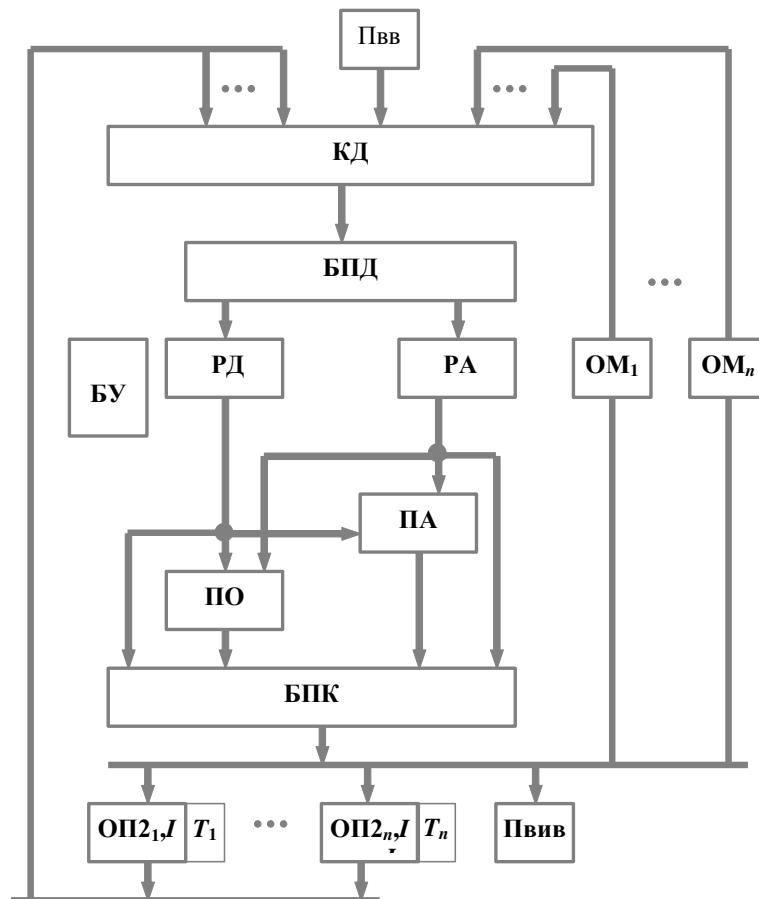 Пвв
КД
БПД
РД
РА
ОМ1
ОМn
БУ
ПА
ПО
БПК
ОП21,I
T1
ОП2n,I
Tn
Пвив